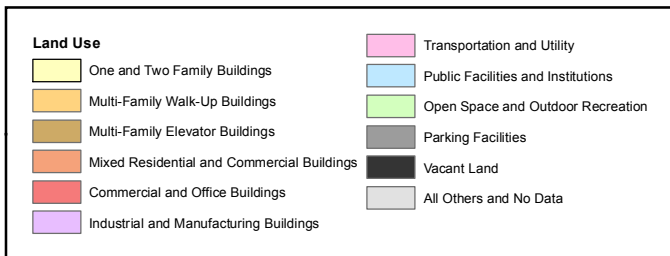 Land Use
One and Two Family Buildings
Multi-Family Walk-Up Buildings
Multi-Family Elevator Buildings
Mixed Residential and Commercial Buildings
Commercial and Office Buildings
Industrial and Manufacturing Buildings
Transportation and Utility
Public Facilities and Institutions
Open Space and Outdoor Recreation
Parking Facilities
Vacant Land
All Others and No Data